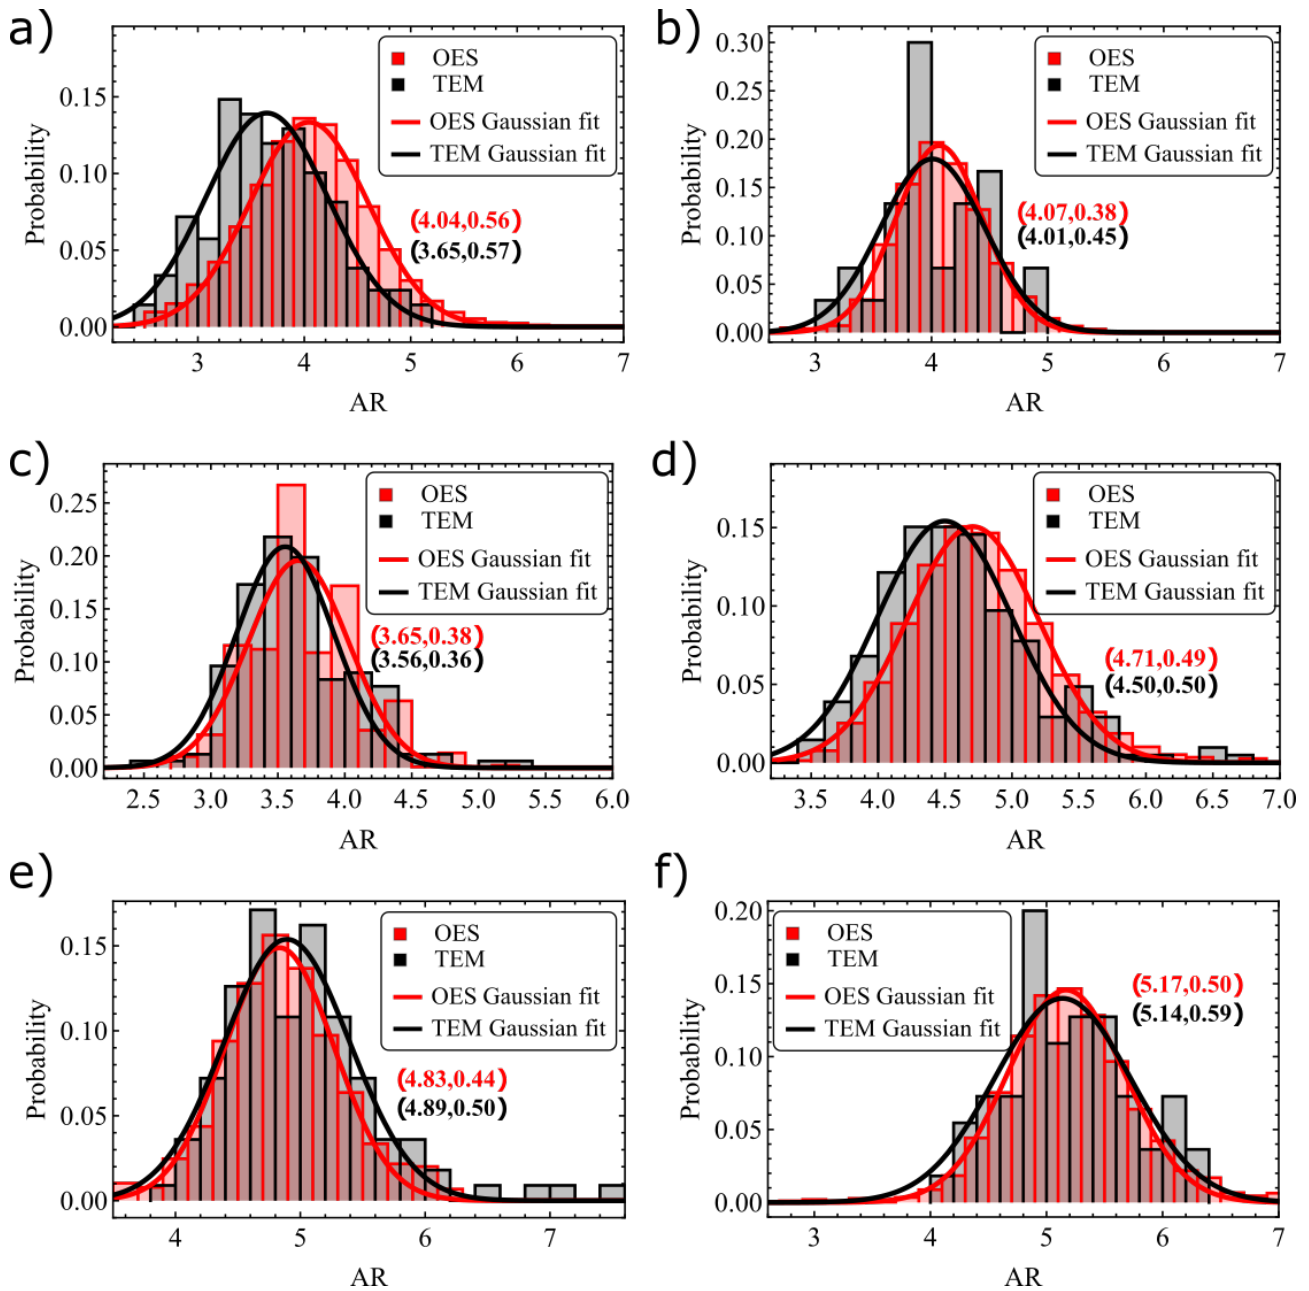 a)
OES
TEM
OES Gaussian fit
TEM Gaussian fit
(4.04,0.56)
(3.65,0.57)
0.15
0.10
0.05
0.00
Probability
3 4 5 6 7
AR
b)
OES
TEM
OES Gaussian fit
TEM Gaussian fit
(4.07,0.38)
(4.01,0.45)
0.30
0.25
0.20
0.15
0.10
0.05
0.00
Probability
3 4 5 6 7
AR
c)
OES
TEM
OES Gaussian fit
TEM Gaussian fit
(3.65,0.38)
(3.56,0.36)
0.25
0.20
0.15
0.10
0.05
0.00
Probability
2.5 3.0 3.5 4.0 4.5 5.0 5.5 6.0
AR
d)
OES
TEM
OES Gaussian fit
TEM Gaussian fit
(4.71,0.49)
(4.50,0.50)
0.15
0.10
0.05
0.00
Probability
3.5 4.0 4.5 5.0 5.5 6.0 6.5 7.0
AR
e)
OES
TEM
OES Gaussian fit
TEM Gaussian fit
(4.83,0.44)
(4.89,0.50)
0.15
0.10
0.05
0.00
Probability
4 5 6 7
AR
f)
OES
TEM
OES Gaussian fit
TEM Gaussian fit
(5.17,0.50)
(5.14,0.59)
0.20
0.15
0.10
0.05
0.00
Probability
3 4 5 6 7
AR